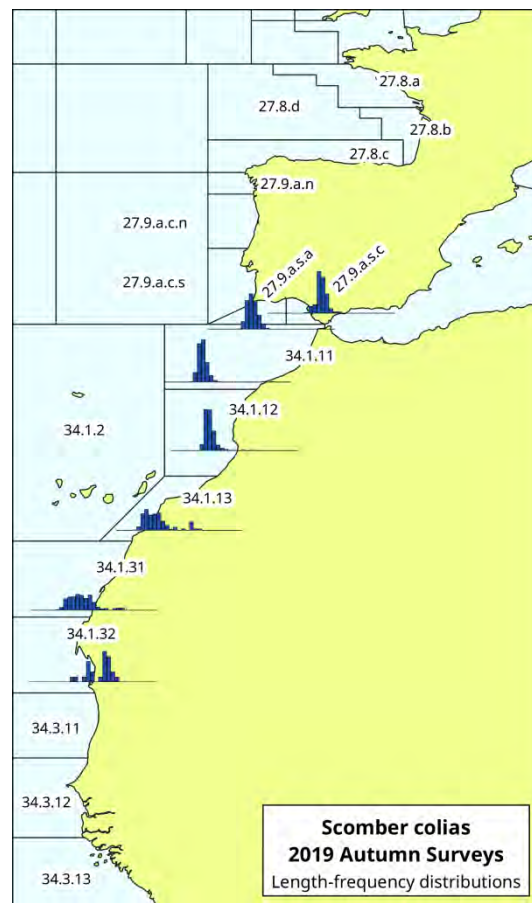 27.8.a
27.8.d
27.8.b
27.8.c
27.9.a.n
27.9.a.c.n
27.9.a.s.a
27.9.a.s.c
27.9.a.c.s
34.1.11
34.1.12
34.1.2
34.1.13
34.1.31
34.1.32
34.3.11
34.3.12
34.3.13
Scomber colias
2019 Autumn Surveys
Length-frequency distributions